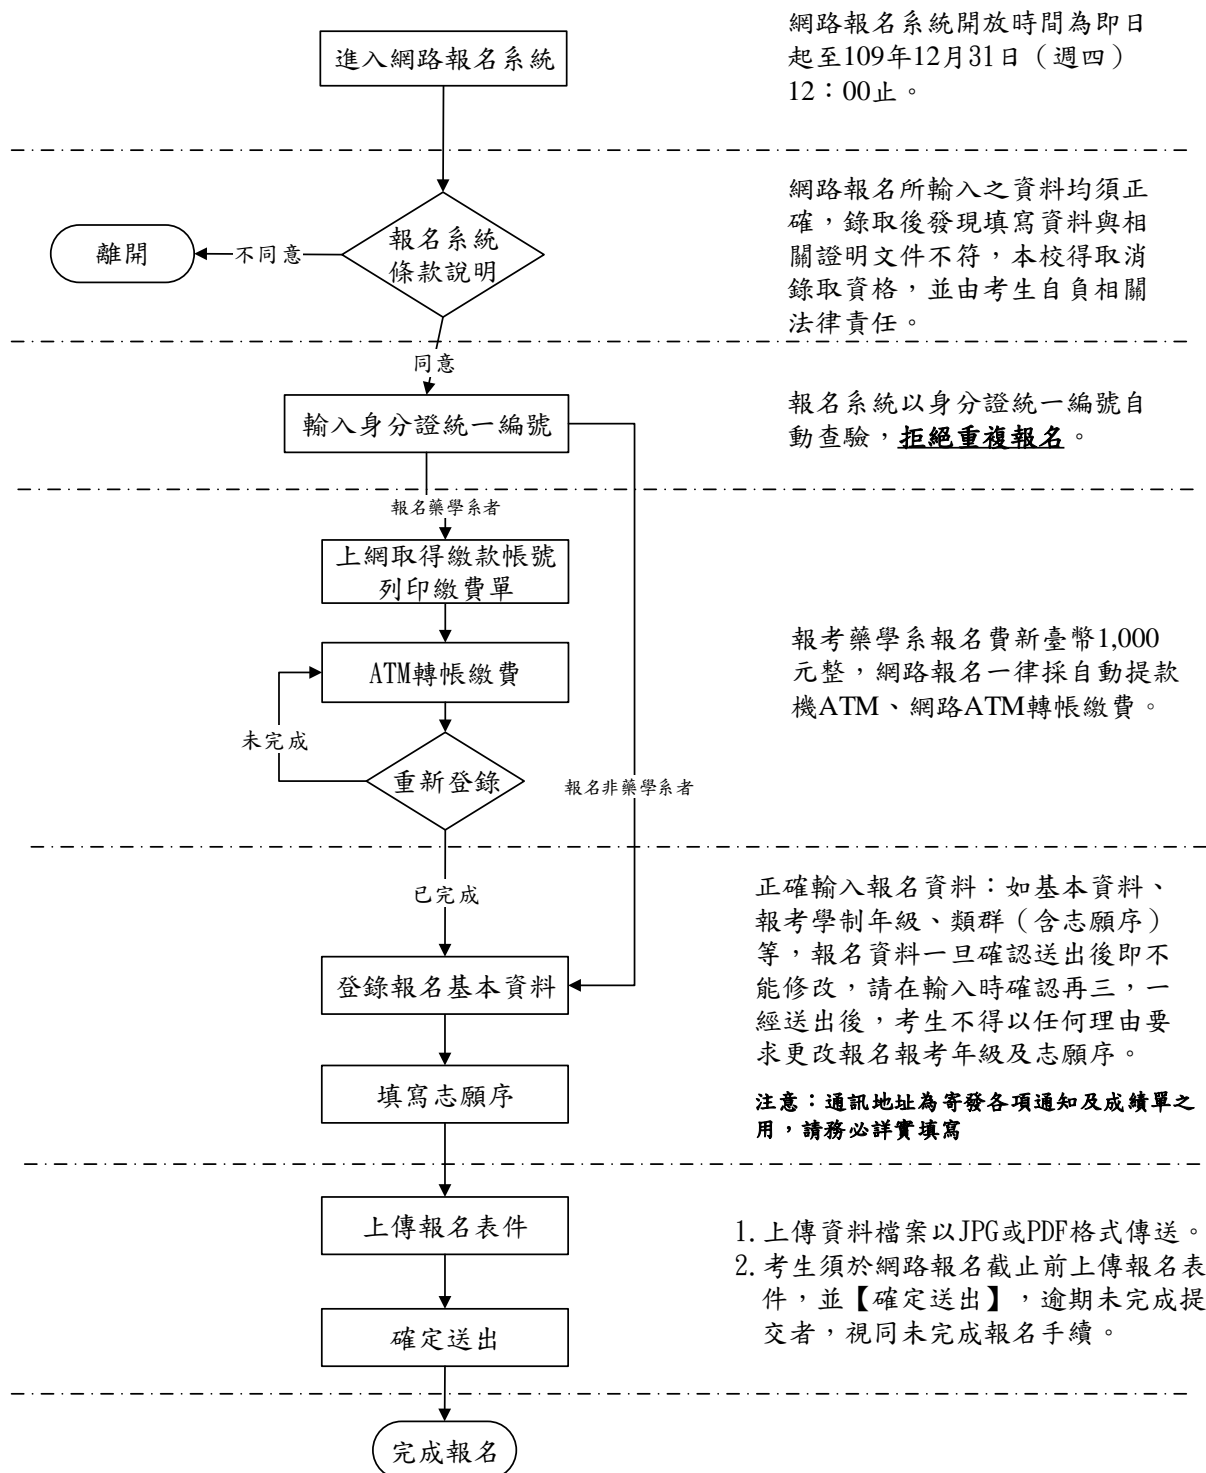 進入網路報名系統
網路報名系統開放時間為即日
起至109年12月31日（週四）
12：00止。
報名系統
條款說明
不同意
離開
網路報名所輸入之資料均須正
確，錄取後發現填寫資料與相
關證明文件不符，本校得取消
錄取資格，並由考生自負相關
法律責任。
同意
輸入身分證統一編號
報名系統以身分證統一編號自
動查驗，拒絕重複報名。
報名藥學系者
上網取得繳款帳號
列印繳費單
ATM轉帳繳費
未完成
重新登錄
報名非藥學系者
報考藥學系報名費新臺幣1,000
元整，網路報名一律採自動提款
機ATM、網路ATM轉帳繳費。
已完成
登錄報名基本資料
填寫志願序
正確輸入報名資料：如基本資料、
報考學制年級、類群（含志願序）
等，報名資料一旦確認送出後即不
能修改，請在輸入時確認再三，一
經送出後，考生不得以任何理由要
求更改報名報考年級及志願序。
注意：通訊地址為寄發各項通知及成績單之
用，請務必詳實填寫
上傳報名表件
確定送出
1.上傳資料檔案以JPG或PDF格式傳送。
2.考生須於網路報名截止前上傳報名表
件，並【確定送出】，逾期未完成提
交者，視同未完成報名手續。
完成報名